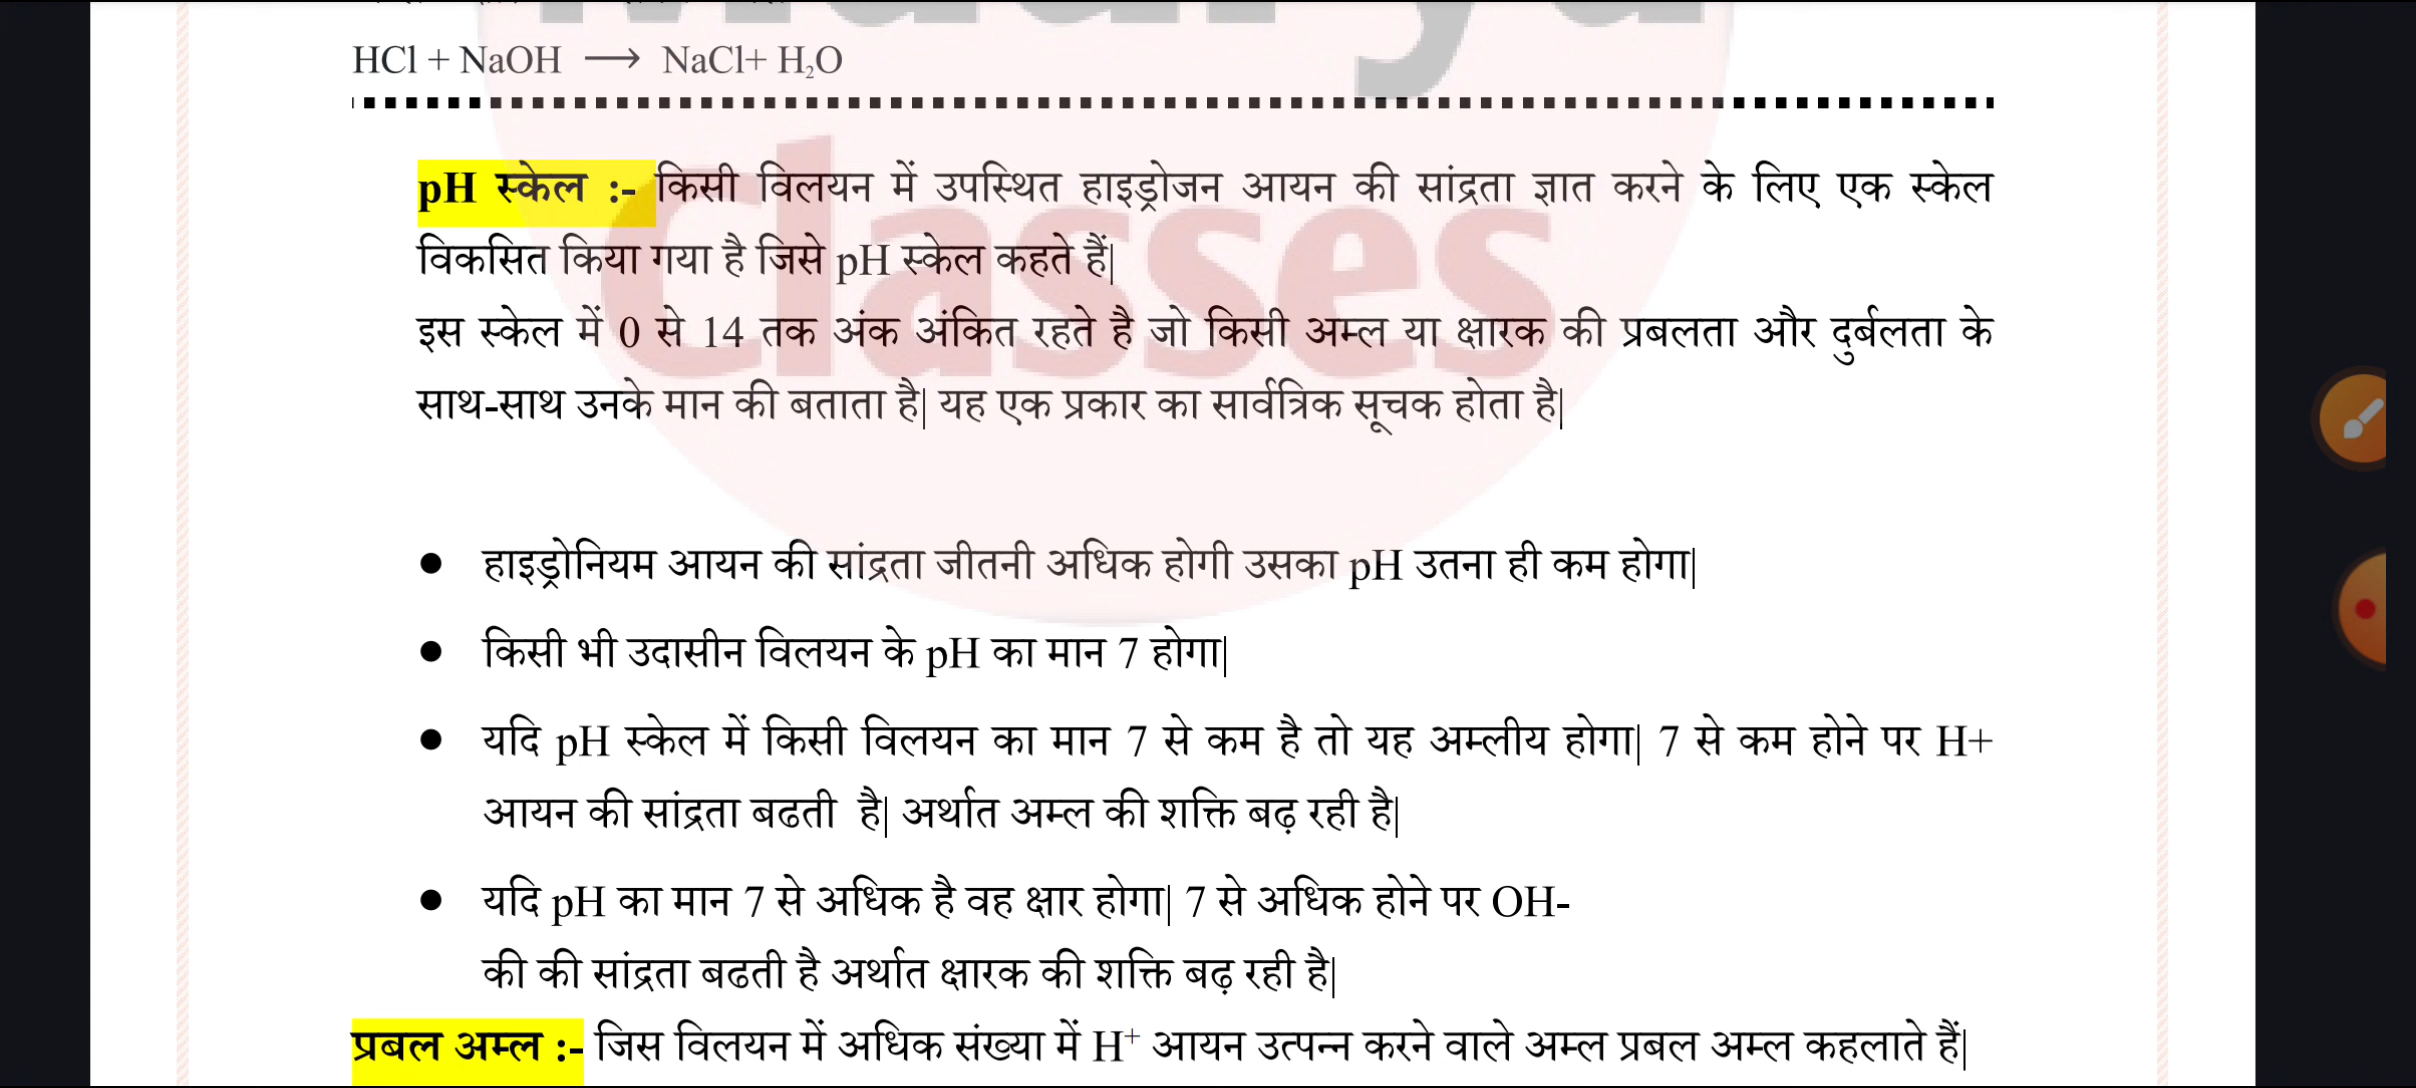 HCl + NaOH ⟶ NaCl+ H₂O
pH स्केल :- किसी विलयन में उपस्थित हाइड्रोजन आयन की सांद्रता ज्ञात करने के लिए एक स्केल
विकसित किया गया है जिसे pH स्केल कहते हैं|
इस स्केल में 0 से 14 तक अंक अंकित रहते है जो किसी अम्ल या क्षारक की प्रबलता और दुर्बलता के
साथ-साथ उनके मान की बताता है| यह एक प्रकार का सार्वत्रिक सूचक होता है|
Classes
● हाइड्रोनियम आयन की सांद्रता जीतनी अधिक होगी उसका pH उतना ही कम होगा|
● किसी भी उदासीन विलयन के pH का मान 7 होगा|
● यदि pH स्केल में किसी विलयन का मान 7 से कम है तो यह अम्लीय होगा| 7 से कम होने पर H+
आयन की सांद्रता बढती है| अर्थात अम्ल की शक्ति बढ़ रही है|
● यदि pH का मान 7 से अधिक है वह क्षार होगा| 7 से अधिक होने पर OH-
की की सांद्रता बढती है अर्थात क्षारक की शक्ति बढ़ रही है|
प्रबल अम्ल :- जिस विलयन में अधिक संख्या में H⁺ आयन उत्पन्न करने वाले अम्ल प्रबल अम्ल कहलाते हैं|